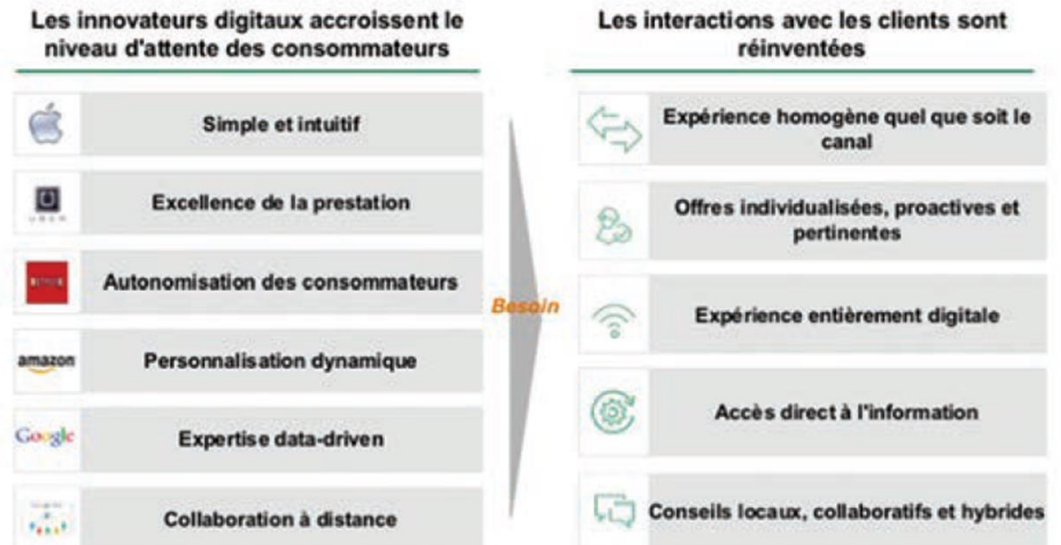 Les innovateurs digitaux accroissent le
niveau d'attente des consommateurs
Simple et intuitif
UBER
Excellence de la prestation
NETFLIX
Autonomisation des consommateurs
amazon
Personnalisation dynamique
Google
Expertise data-driven
Collaboration à distance
Besoin
Les interactions avec les clients sont
réinventées
Expérience homogène quel que soit le
canal
Offres individualisées, proactives et
pertinentes
Expérience entièrement digitale
Accès direct à l'information
Conseils locaux, collaboratifs et hybrides